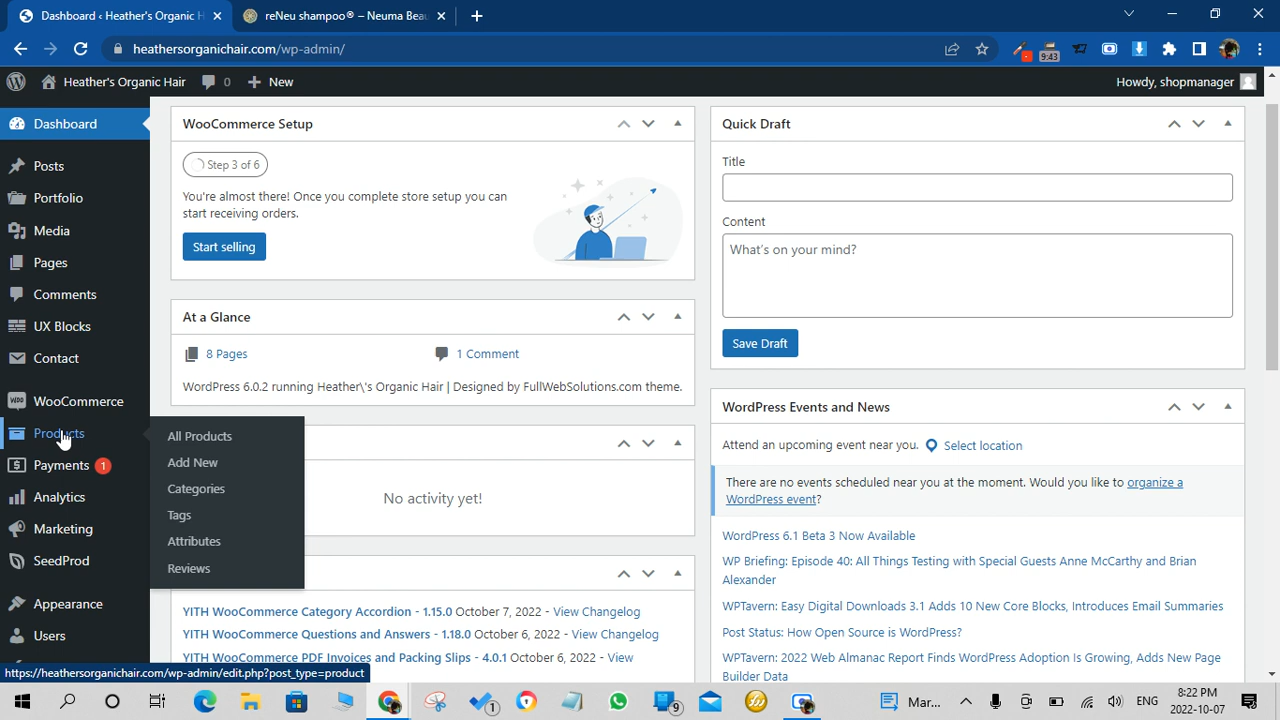 Dashboard ‹ Heather's Organic H
reNeu shampoo® – Neuma Beau
heathersorganichair.com/wp-admin/
9:43
Heather's Organic Hair
0
New
Howdy, shopmanager
Dashboard
Posts
Portfolio
Media
Pages
Comments
UX Blocks
Contact
WooCommerce
Products
Payments 1
Analytics
Marketing
SeedProd
Appearance
Users
All Products
Add New
Categories
Tags
Attributes
Reviews
WooCommerce Setup
Step 3 of 6
You're almost there! Once you complete store setup you can
start receiving orders.
Start selling
At a Glance
8 Pages
1 Comment
WordPress 6.0.2 running Heather\'s Organic Hair | Designed by FullWebSolutions.com theme.
No activity yet!
YITH WooCommerce Category Accordion - 1.15.0 October 7, 2022 - View Changelog
YITH WooCommerce Questions and Answers - 1.18.0 October 6, 2022 - View Changelog
YITH WooCommerce PDF Invoices and Packing Slips - 4.0.1 October 6, 2022 - View
Quick Draft
Title
Content
What's on your mind?
Save Draft
WordPress Events and News
Attend an upcoming event near you.
Select location
There are no events scheduled near you at the moment. Would you like to organize a
WordPress event?
WordPress 6.1 Beta 3 Now Available
WP Briefing: Episode 40: All Things Testing with Special Guests Anne McCarthy and Brian
Alexander
WPTavern: Easy Digital Downloads 3.1 Adds 10 New Core Blocks, Introduces Email Summaries
Post Status: How Open Source is WordPress?
WPTavern: 2022 Web Almanac Report Finds WordPress Adoption Is Growing, Adds New Page
Builder Data
https://heathersorganichair.com/wp-admin/edit.php?post_type=product
1
9
Mar...
ENG
8:22 PM
2022-10-07